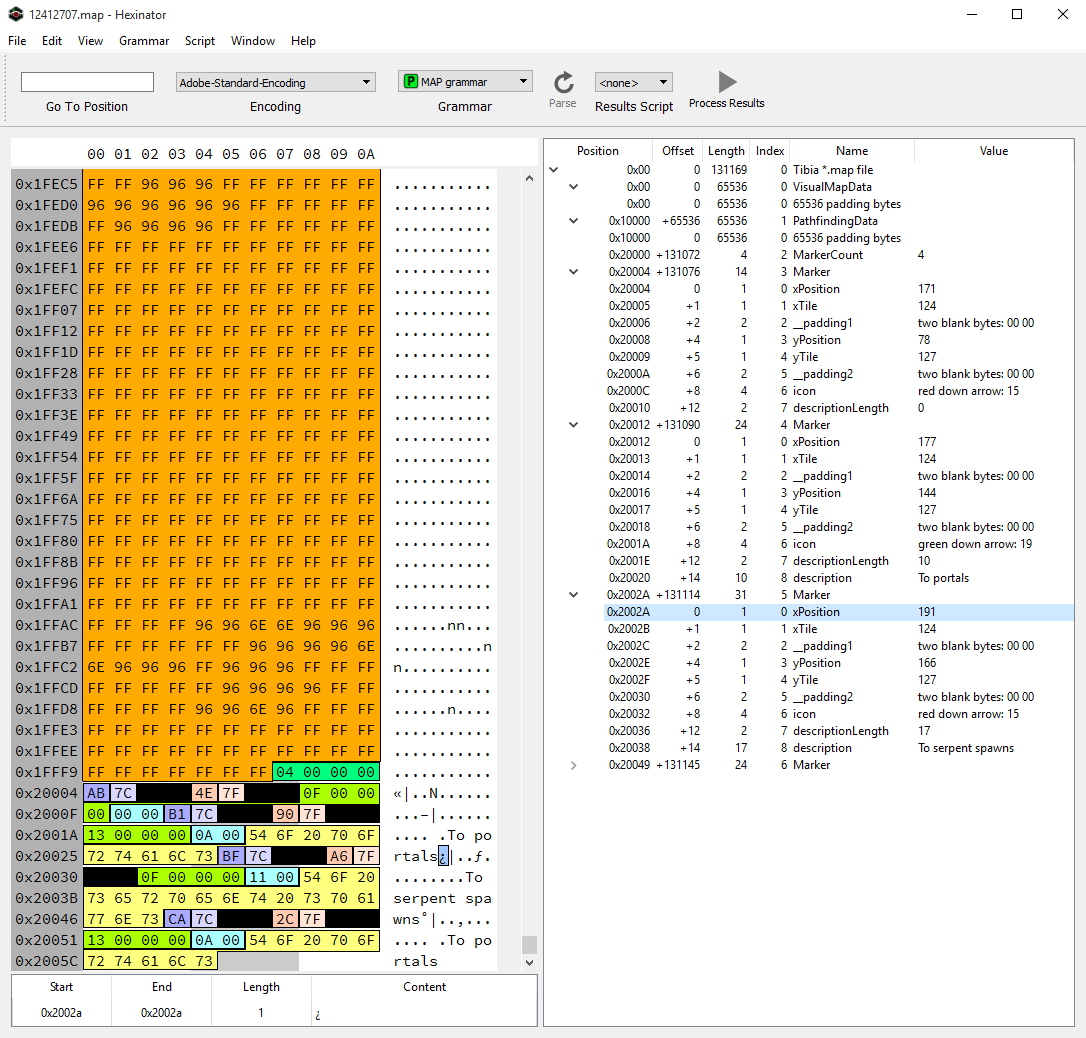 12412707.map - Hexinator
File Edit View Grammar Script Window Help
Adobe-Standard-Encoding P MAP grammar <none>
Go To Position Encoding Grammar Parse Results Script Process Results
00 01 02 03 04 05 06 07 08 09 0A
0x1FEC5 FF FF 96 96 96 FF FF FF FF FF FF ...........
0x1FED0 96 96 96 96 96 96 FF FF FF FF FF ...........
0x1FEDB FF 96 96 96 96 FF FF FF FF FF FF ...........
0x1FEE6 FF FF FF FF FF FF FF FF FF FF FF ...........
0x1FEF1 FF FF FF FF FF FF FF FF FF FF FF ...........
0x1FEFC FF FF FF FF FF FF FF FF FF FF FF ...........
0x1FF07 FF FF FF FF FF FF FF FF FF FF FF ...........
0x1FF12 FF FF FF FF FF FF FF FF FF FF FF ...........
0x1FF1D FF FF FF FF FF FF FF FF FF FF FF ...........
0x1FF28 FF FF FF FF FF FF FF FF FF FF FF ...........
0x1FF33 FF FF FF FF FF FF FF FF FF FF FF ...........
0x1FF3E FF FF FF FF FF FF FF FF FF FF FF ...........
0x1FF49 FF FF FF FF FF FF FF FF FF FF FF ...........
0x1FF54 FF FF FF FF FF FF FF FF FF FF FF ...........
0x1FF5F FF FF FF FF FF FF FF FF FF FF FF ...........
0x1FF6A FF FF FF FF FF FF FF FF FF FF FF ...........
0x1FF75 FF FF FF FF FF FF FF FF FF FF FF ...........
0x1FF80 FF FF FF FF FF FF FF FF FF FF FF ...........
0x1FF8B FF FF FF FF FF FF FF FF FF FF FF ...........
0x1FF96 FF FF FF FF FF FF FF FF FF FF FF ...........
0x1FFA1 FF FF FF FF FF FF FF FF FF FF FF ...........
0x1FFAC FF FF FF FF 96 96 6E 6E 96 96 96 ......nn...
0x1FFB7 FF FF FF FF FF FF 96 96 96 96 6E ..........n
0x1FFC2 6E 96 96 96 FF 96 96 96 FF FF FF n..........
0x1FFCD FF FF FF FF FF 96 96 96 96 FF FF ...........
0x1FFD8 FF FF FF FF 96 96 6E 96 FF FF FF ......n....
0x1FFE3 FF FF FF FF FF FF FF FF FF FF FF ...........
0x1FFEE FF FF FF FF FF FF FF FF FF FF FF ...........
0x1FFF9 FF FF FF FF FF FF FF 04 00 00 00 ...........
0x20004 AB 7C 4E 7F 0F 00 00 «|..N......
0x2000F 00 00 00 B1 7C 90 7F ...–|......
0x2001A 13 00 00 00 0A 00 54 6F 20 70 6F .... .To po
0x20025 72 74 61 6C 73 BF 7C A6 7F rtals¿|..ƒ.
0x20030 0F 00 00 00 11 00 54 6F 20 ........To
0x2003B 73 65 72 70 65 6E 74 20 73 70 61 serpent spa
0x20046 77 6E 73 CA 7C 2C 7F wns˚|..,...
0x20051 13 00 00 00 0A 00 54 6F 20 70 6F .... .To po
0x2005C 72 74 61 6C 73 rtals
Start End Length Content
0x2002a 0x2002a 1 ¿
Position Offset Length Index Name Value
0x00 0 131169 0 Tibia *.map file
0x00 0 65536 0 VisualMapData
0x00 0 65536 0 65536 padding bytes
0x10000 +65536 65536 1 PathfindingData
0x10000 0 65536 0 65536 padding bytes
0x20000 +131072 4 2 MarkerCount 4
0x20004 +131076 14 3 Marker
0x20004 0 1 0 xPosition 171
0x20005 +1 1 1 xTile 124
0x20006 +2 2 2 __padding1 two blank bytes: 00 00
0x20008 +4 1 3 yPosition 78
0x20009 +5 1 4 yTile 127
0x2000A +6 2 5 __padding2 two blank bytes: 00 00
0x2000C +8 4 6 icon red down arrow: 15
0x20010 +12 2 7 descriptionLength 0
0x20012 +131090 24 4 Marker
0x20012 0 1 0 xPosition 177
0x20013 +1 1 1 xTile 124
0x20014 +2 2 2 __padding1 two blank bytes: 00 00
0x20016 +4 1 3 yPosition 144
0x20017 +5 1 4 yTile 127
0x20018 +6 2 5 __padding2 two blank bytes: 00 00
0x2001A +8 4 6 icon green down arrow: 19
0x2001E +12 2 7 descriptionLength 10
0x20020 +14 10 8 description To portals
0x2002A +131114 31 5 Marker
0x2002A 0 1 0 xPosition 191
0x2002B +1 1 1 xTile 124
0x2002C +2 2 2 __padding1 two blank bytes: 00 00
0x2002E +4 1 3 yPosition 166
0x2002F +5 1 4 yTile 127
0x20030 +6 2 5 __padding2 two blank bytes: 00 00
0x20032 +8 4 6 icon red down arrow: 15
0x20036 +12 2 7 descriptionLength 17
0x20038 +14 17 8 description To serpent spawns
0x20049 +131145 24 6 Marker